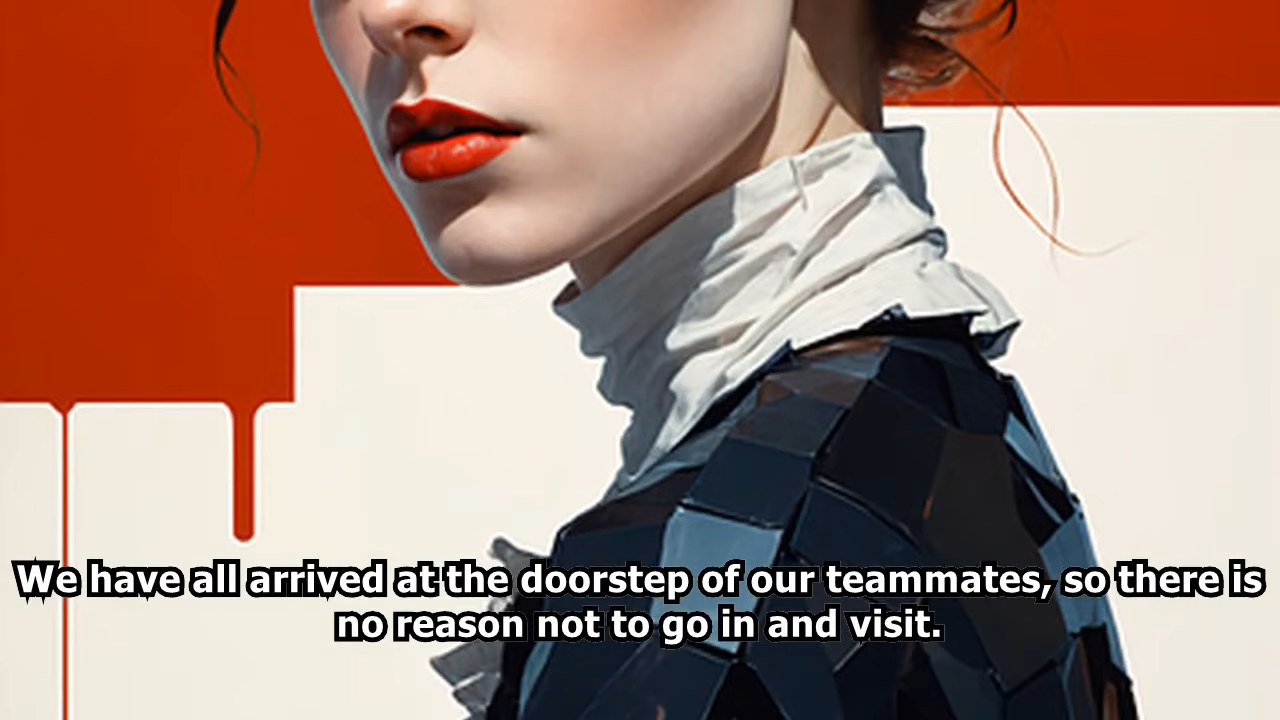 We have all arrived at the doorstep of our teammates, so there is
no reason not to go in and visit.